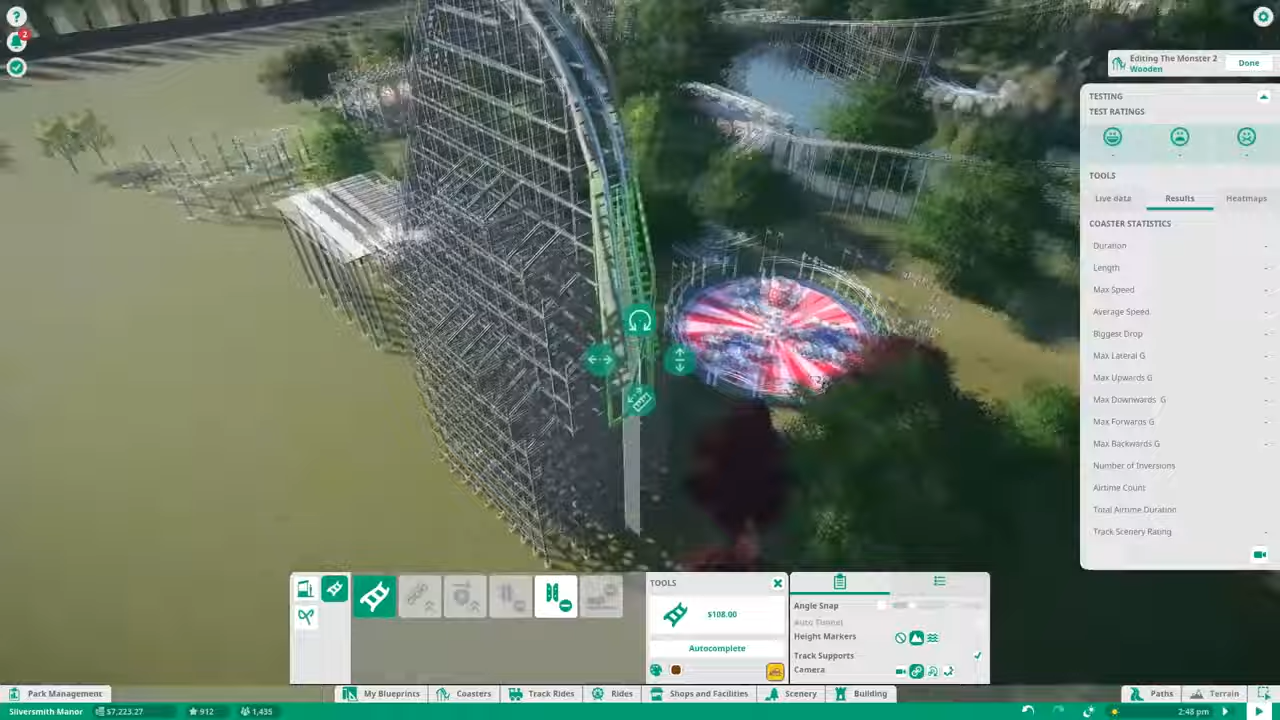 ?
2
Editing The Monster 2
Wooden
Done
TESTING
TEST RATINGS
-
-
-
TOOLS
Live data
Results
Heatmaps
COASTER STATISTICS
Duration -
Length -
Max Speed -
Average Speed -
Biggest Drop -
Max Lateral G -
Max Upwards G -
Max Downwards G -
Max Forwards G -
Max Backwards G -
Number of Inversions
Airtime Count
Total Airtime Duration
Track Scenery Rating -
TOOLS
$108.00
Autocomplete
Angle Snap
Auto Tunnel
Height Markers
Track Supports
Camera
Park Management
My Blueprints
Coasters
Track Rides
Rides
Shops and Facilities
Scenery
Building
Paths
Terrain
Silversmith Manor
$7,223.27
912
1,435
2:48 pm